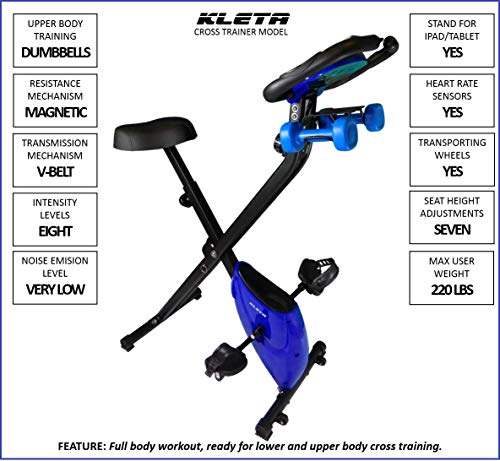 KLETA
CROSS TRAINER MODEL
UPPER BODY
TRAINING
DUMBBELLS
RESISTANCE
MECHANISM
MAGNETIC
TRANSMISSION
MECHANISM
V-BELT
INTENSITY
LEVELS
EIGHT
NOISE EMISION
LEVEL
VERY LOW
STAND FOR
IPAD/TABLET
YES
HEART RATE
SENSORS
YES
TRANSPORTING
WHEELS
YES
SEAT HEIGHT
ADJUSTMENTS
SEVEN
MAX USER
WEIGHT
220 LBS
KLETA
FEATURE: Full body workout, ready for lower and upper body cross training.